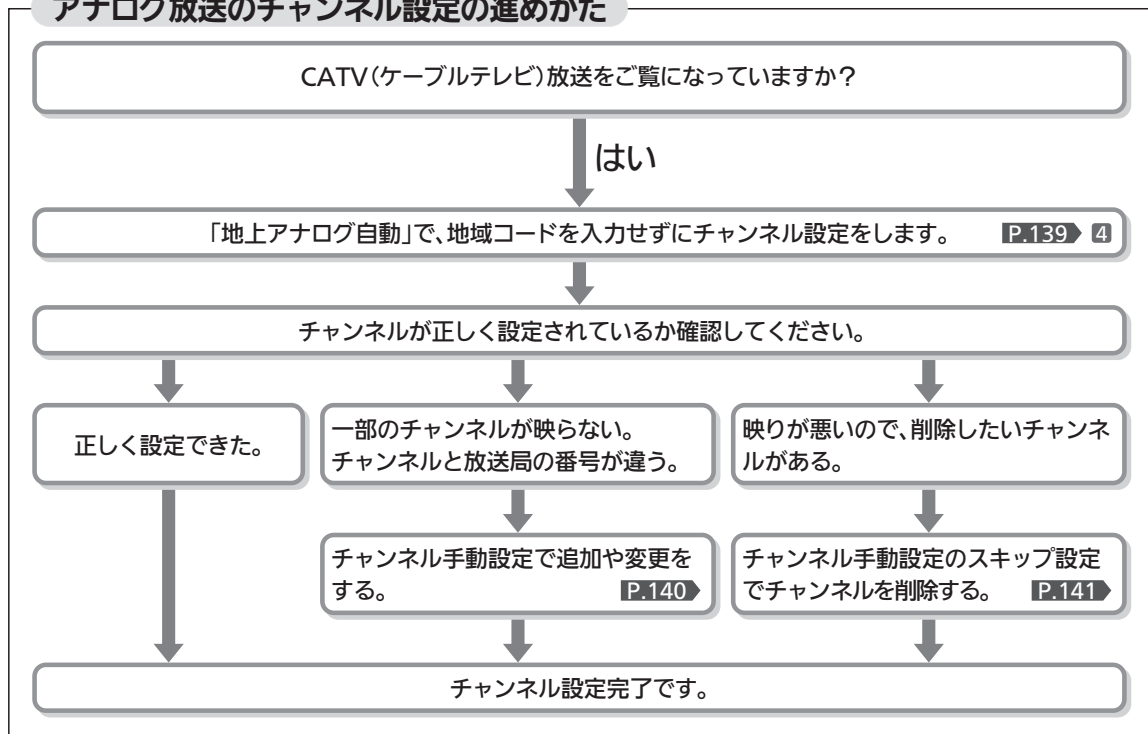 アナログ放送のチャンネル設定の進めかた
CATV（ケーブルテレビ）放送をご覧になっていますか？
はい
「地上アナログ自動」で、地域コードを入力せずにチャンネル設定をします。 P.139 4
チャンネルが正しく設定されているか確認してください。
正しく設定できた。
一部のチャンネルが映らない。
チャンネルと放送局の番号が違う。
映りが悪いので、削除したいチャンネ
ルがある。
チャンネル手動設定で追加や変更を
する。 P.140
チャンネル手動設定のスキップ設定
でチャンネルを削除する。 P.141
チャンネル設定完了です。